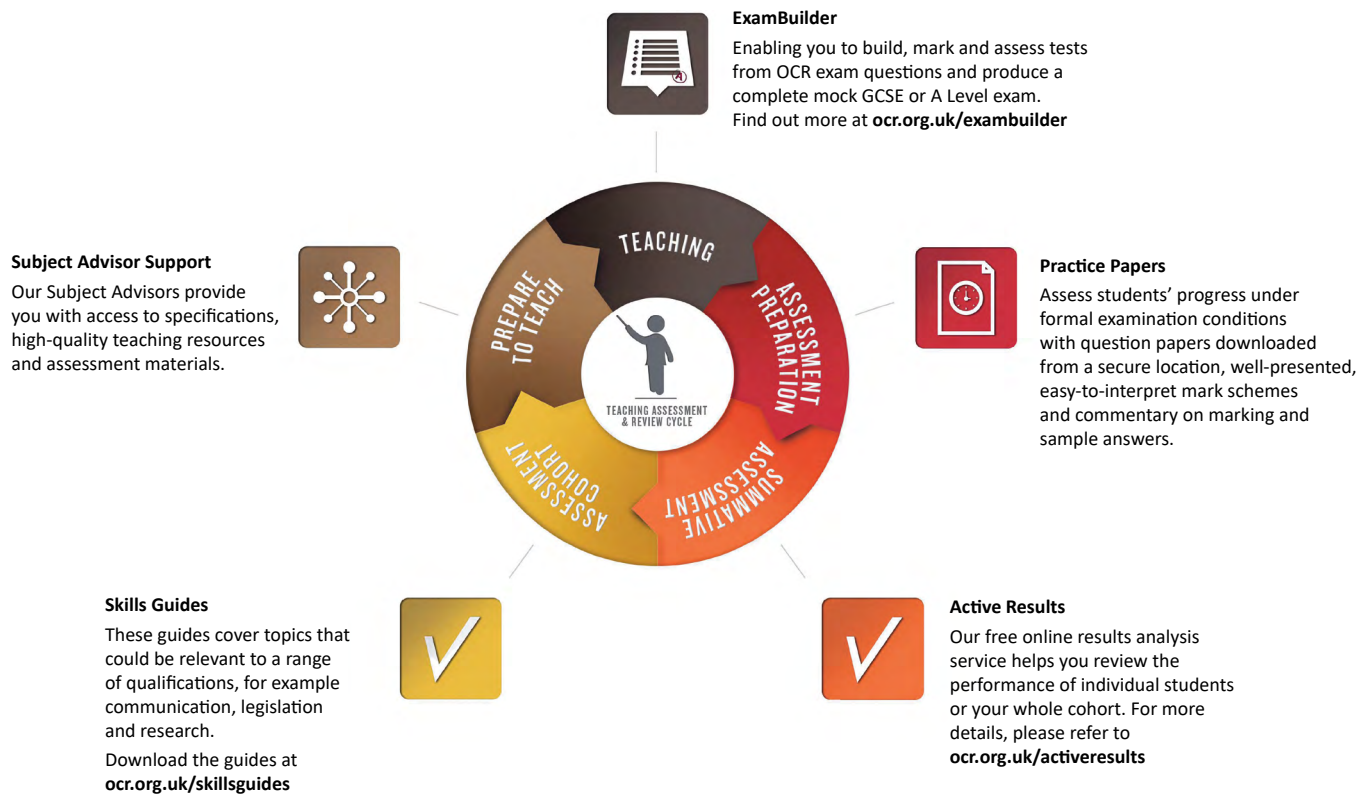 ExamBuilder
Enabling you to build, mark and assess tests
from OCR exam questions and produce a
complete mock GCSE or A Level exam.
Find out more at ocr.org.uk/exambuilder
Subject Advisor Support
Our Subject Advisors provide
you with access to specifications,
high-quality teaching resources
and assessment materials.
A
TEACHING
PREPARE
TO TEACH
ASSESSMENT
PREPARATION
TEACHING ASSESSMENT
& REVIEW CYCLE
ASSESSMENT
COHORT
SUMMATIVE
ASSESSMENT
Practice Papers
Assess students’ progress under
formal examination conditions
with question papers downloaded
from a secure location, well-presented,
easy-to-interpret mark schemes
and commentary on marking and
sample answers.
Skills Guides
These guides cover topics that
could be relevant to a range
of qualifications, for example
communication, legislation
and research.
Download the guides at
ocr.org.uk/skillsguides
Active Results
Our free online results analysis
service helps you review the
performance of individual students
or your whole cohort. For more
details, please refer to
ocr.org.uk/activeresults